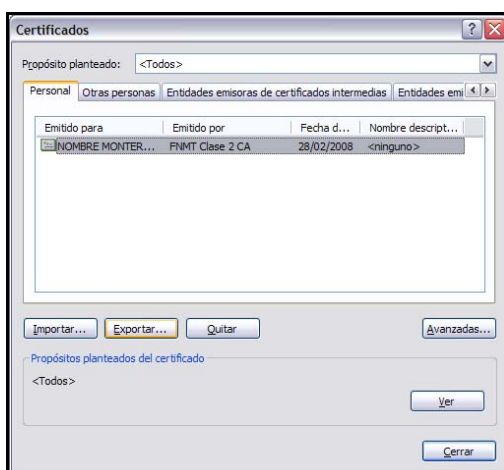 Certificados
Propósito planteado: <Todos>
Personal Otras personas Entidades emisoras de certificados intermedias Entidades emi
Emitido para Emitido por Fecha d... Nombre descript...
NOMBRE MONTER... FNMT Clase 2 CA 28/02/2008 <ninguno>
Importar... Exportar... Quitar Avanzadas...
Propósitos planteados del certificado
<Todos>
Ver
Cerrar